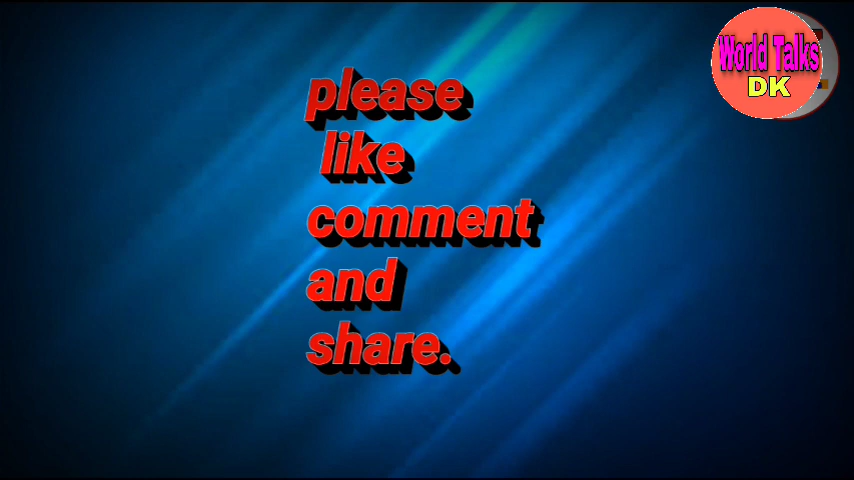 World Talks
DK
please
like
comment
and
share.